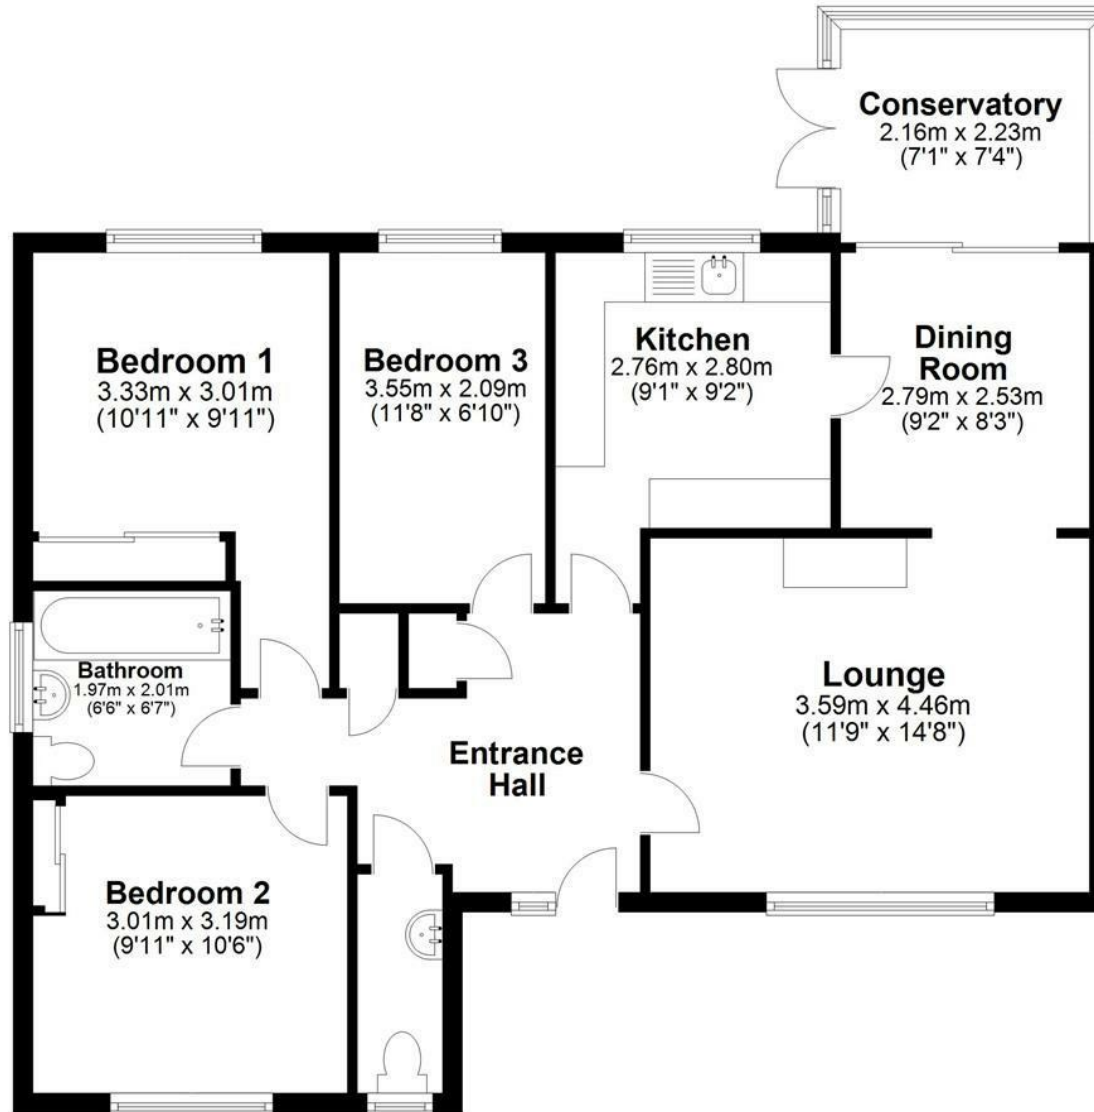 Conservatory
2.16m x 2.23m
(7'1" x 7'4")
Bedroom 1
3.33m x 3.01m
(10'11" x 9'11")
Bedroom 3
3.55m x 2.09m
(11'8" x 6'10")
Kitchen
2.76m x 2.80m
(9'1" x 9'2")
Dining
Room
2.79m x 2.53m
(9'2" x 8'3")
Bathroom
1.97m x 2.01m
(6'6" x 6'7")
Lounge
3.59m x 4.46m
(11'9" x 14'8")
Entrance
Hall
Bedroom 2
3.01m x 3.19m
(9'11" x 10'6")